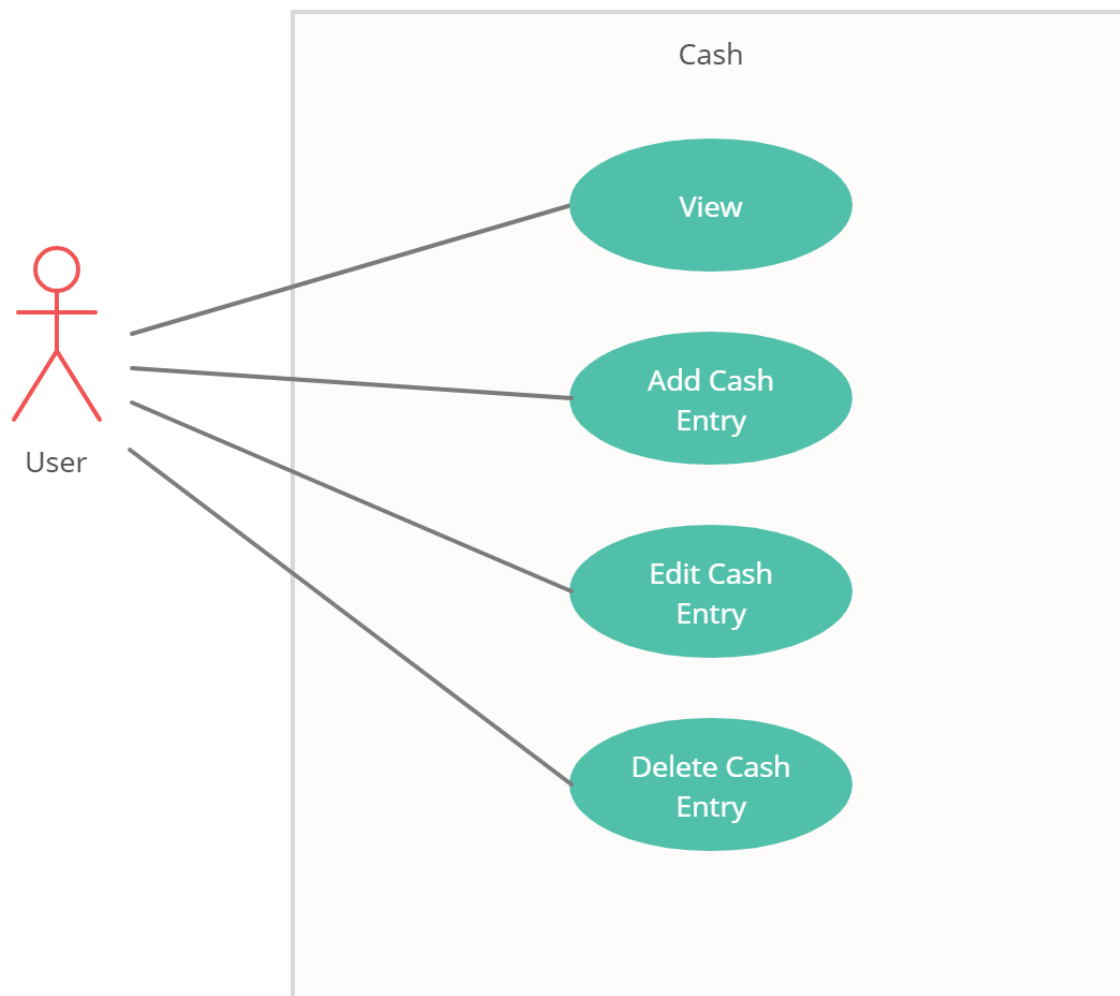 Cash
View
Add Cash
Entry
User
Edit Cash
Entry
Delete Cash
Entry